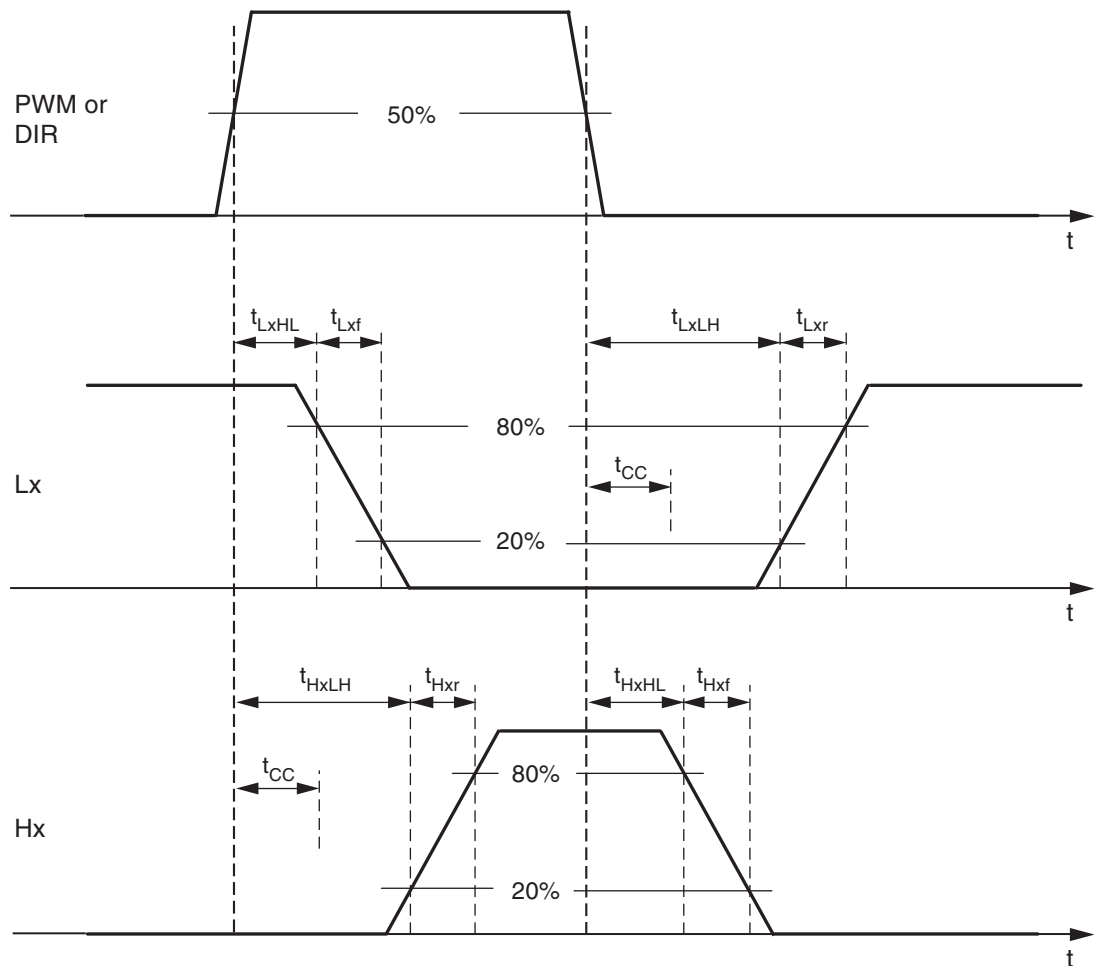 PWM or
DIR
50%
t
tLxHL
tLxf
tLxLH
tLxr
80%
tCC
Lx
20%
t
tHxLH
tHxr
tHxHL
tHxf
tCC
80%
Hx
20%
t